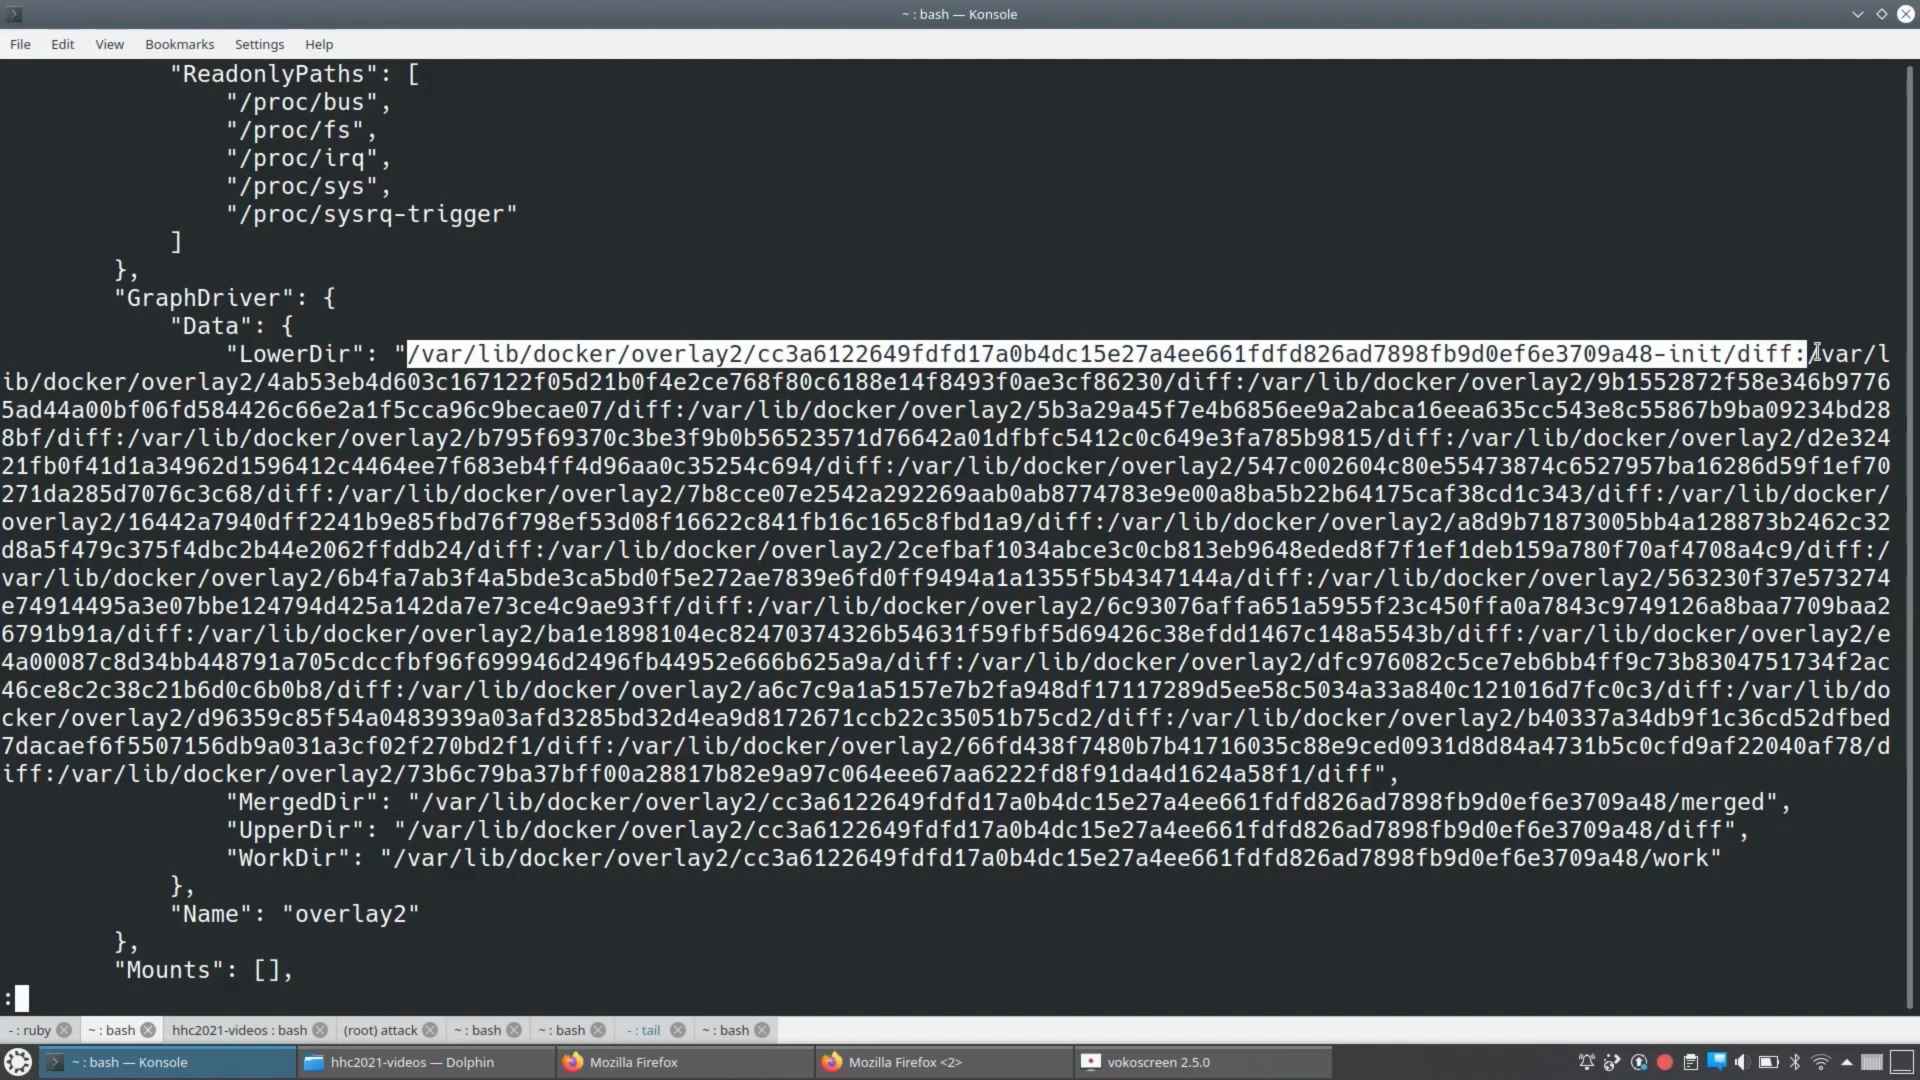 ~ : bash — Konsole
File Edit View Bookmarks Settings Help
"ReadonlyPaths": [
"/proc/bus",
"/proc/fs",
"/proc/irq",
"/proc/sys",
"/proc/sysrq-trigger"
]
},
"GraphDriver": {
"Data": {
"LowerDir": "/var/lib/docker/overlay2/cc3a6122649fdfd17a0b4dc15e27a4ee661fdfd826ad7898fb9d0ef6e3709a48-init/diff:/var/l
ib/docker/overlay2/4ab53eb4d603c167122f05d21b0f4e2ce768f80c6188e14f8493f0ae3cf86230/diff:/var/lib/docker/overlay2/9b1552872f58e346b9776
5ad44a00bf06fd584426c66e2a1f5cca96c9becae07/diff:/var/lib/docker/overlay2/5b3a29a45f7e4b6856ee9a2abca16eea635cc543e8c55867b9ba09234bd28
8bf/diff:/var/lib/docker/overlay2/b795f69370c3be3f9b0b56523571d76642a01dfbfc5412c0c649e3fa785b9815/diff:/var/lib/docker/overlay2/d2e324
21fb0f41d1a34962d1596412c4464ee7f683eb4ff4d96aa0c35254c694/diff:/var/lib/docker/overlay2/547c002604c80e55473874c6527957ba16286d59f1ef70
271da285d7076c3c68/diff:/var/lib/docker/overlay2/7b8cce07e2542a292269aab0ab8774783e9e00a8ba5b22b64175caf38cd1c343/diff:/var/lib/docker/
overlay2/16442a7940dff2241b9e85fbd76f798ef53d08f16622c841fb16c165c8fbd1a9/diff:/var/lib/docker/overlay2/a8d9b71873005bb4a128873b2462c32
d8a5f479c375f4dbc2b44e2062ffddb24/diff:/var/lib/docker/overlay2/2cefbaf1034abce3c0cb813eb9648eded8f7f1ef1deb159a780f70af4708a4c9/diff:/
var/lib/docker/overlay2/6b4fa7ab3f4a5bde3ca5bd0f5e272ae7839e6fd0ff9494a1a1355f5b4347144a/diff:/var/lib/docker/overlay2/563230f37e573274
e74914495a3e07bbe124794d425a142da7e73ce4c9ae93ff/diff:/var/lib/docker/overlay2/6c93076affa651a5955f23c450ffa0a7843c9749126a8baa7709baa2
6791b91a/diff:/var/lib/docker/overlay2/ba1e1898104ec82470374326b54631f59fbf5d69426c38efdd1467c148a5543b/diff:/var/lib/docker/overlay2/e
4a00087c8d34bb448791a705cdccfbf96f699946d2496fb44952e666b625a9a/diff:/var/lib/docker/overlay2/dfc976082c5ce7eb6bb4ff9c73b8304751734f2ac
46ce8c2c38c21b6d0c6b0b8/diff:/var/lib/docker/overlay2/a6c7c9a1a5157e7b2fa948df17117289d5ee58c5034a33a840c121016d7fc0c3/diff:/var/lib/do
cker/overlay2/d96359c85f54a0483939a03afd3285bd32d4ea9d8172671ccb22c35051b75cd2/diff:/var/lib/docker/overlay2/b40337a34db9f1c36cd52dfbed
7dacaef6f5507156db9a031a3cf02f270bd2f1/diff:/var/lib/docker/overlay2/66fd438f7480b7b41716035c88e9ced0931d8d84a4731b5c0cfd9af22040af78/d
iff:/var/lib/docker/overlay2/73b6c79ba37bff00a28817b82e9a97c064eee67aa6222fd8f91da4d1624a58f1/diff",
"MergedDir": "/var/lib/docker/overlay2/cc3a6122649fdfd17a0b4dc15e27a4ee661fdfd826ad7898fb9d0ef6e3709a48/merged",
"UpperDir": "/var/lib/docker/overlay2/cc3a6122649fdfd17a0b4dc15e27a4ee661fdfd826ad7898fb9d0ef6e3709a48/diff",
"WorkDir": "/var/lib/docker/overlay2/cc3a6122649fdfd17a0b4dc15e27a4ee661fdfd826ad7898fb9d0ef6e3709a48/work"
},
"Name": "overlay2"
},
"Mounts": [],
:
- : ruby ~ : bash hhc2021-videos : bash (root) attack ~ : bash ~ : bash - : tail ~ : bash
~ : bash — Konsole hhc2021-videos — Dolphin Mozilla Firefox Mozilla Firefox <2> vokoscreen 2.5.0